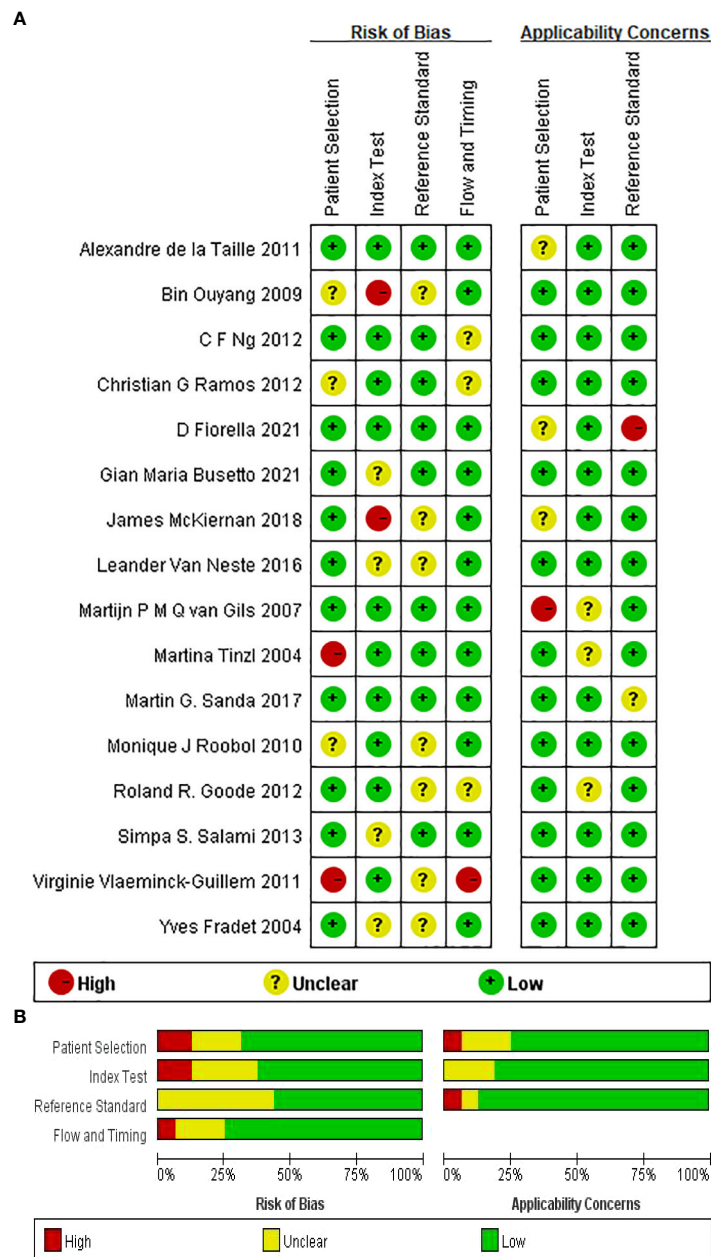 A
Risk of Bias
Applicability Concerns
Patient Selection
Index Test
Reference Standard
Flow and Timing
Patient Selection
Index Test
Reference Standard
Alexandre de la Taille 2011 + + + + ? + +
Bin Ouyang 2009 ? - ? + + + +
C F Ng 2012 + + + ? + + +
Christian G Ramos 2012 ? + + ? + + +
D Fiorella 2021 + + + + ? + -
Gian Maria Busetto 2021 + ? + + + + +
James McKiernan 2018 + - ? + ? + +
Leander Van Neste 2016 + ? ? + + + +
Martijn P M Q van Gils 2007 + + + + - ? +
Martina Tinzl 2004 - + + + + ? +
Martin G. Sanda 2017 + + + + + + ?
Monique J Roobol 2010 ? + ? + + + +
Roland R. Goode 2012 + + ? ? + ? +
Simpa S. Salami 2013 + ? + + + + +
Virginie Vlaeminck-Guillem 2011 - + ? - + + +
Yves Fradet 2004 + ? ? + + + +
- High ? Unclear + Low
B
Patient Selection
Index Test
Reference Standard
Flow and Timing
0% 25% 50% 75% 100% 0% 25% 50% 75% 100%
Risk of Bias Applicability Concerns
High Unclear Low